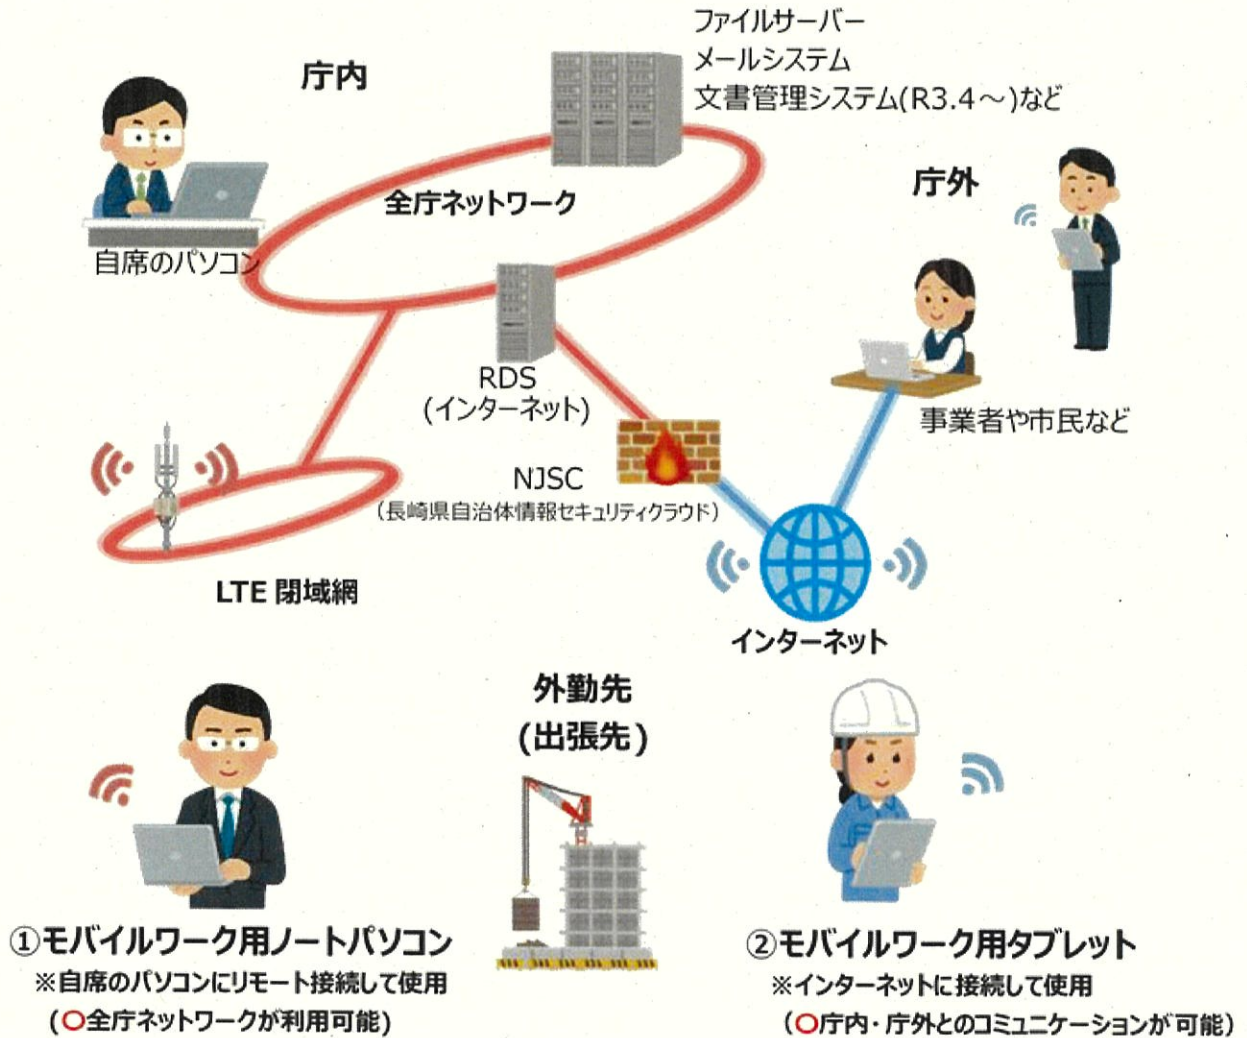 ファイルサーバー
メールシステム
文書管理システム(R3.4～)など
庁内
全庁ネットワーク
庁外
自席のパソコン
RDS
(インターネット)
事業者や市民など
NJSC
(長崎県自治体情報セキュリティクラウド)
LTE 閉域網
インターネット
外勤先
(出張先)
①モバイルワーク用ノートパソコン
※自席のパソコンにリモート接続して使用
(〇全庁ネットワークが利用可能)
②モバイルワーク用タブレット
※インターネットに接続して使用
(〇庁内・庁外とのコミュニケーションが可能)